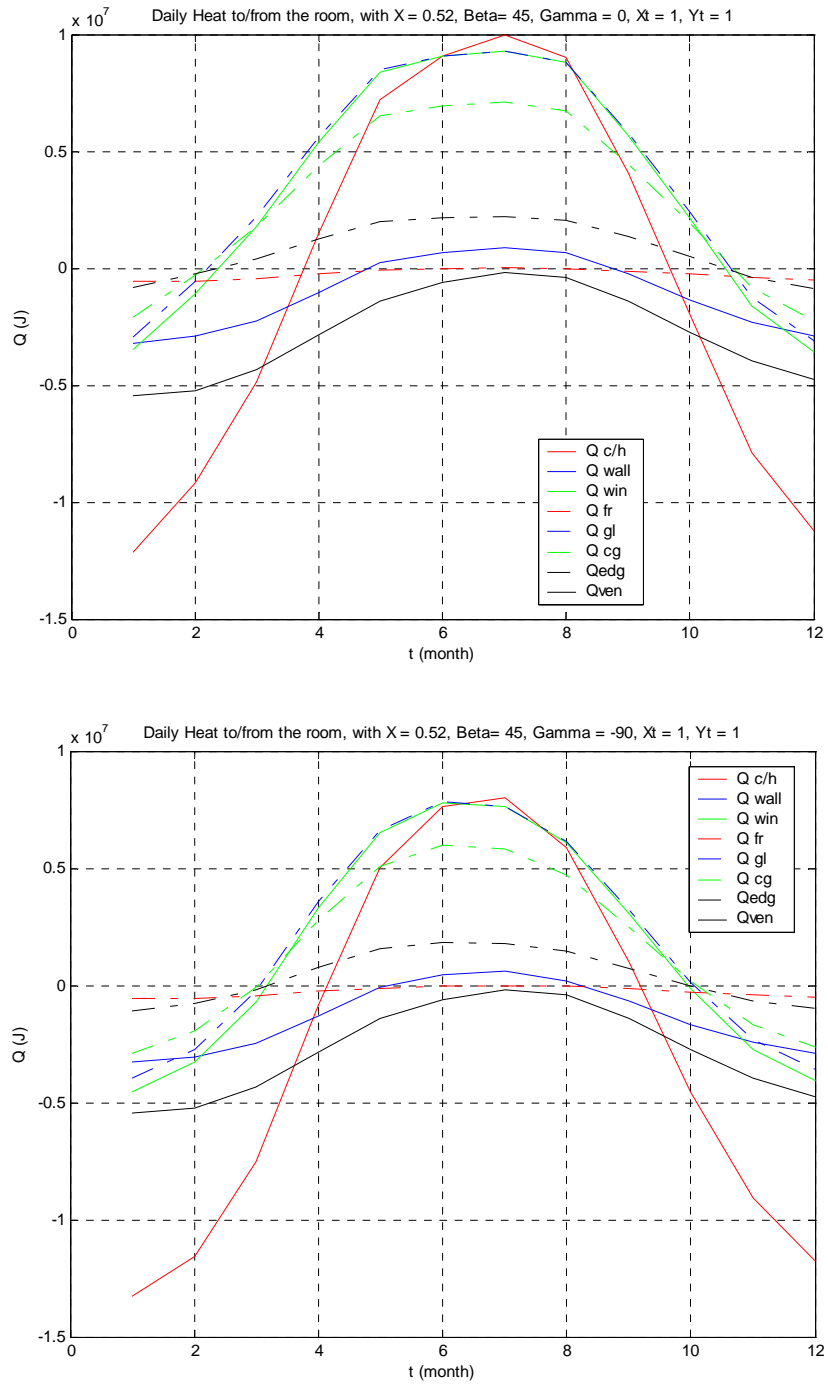 Daily Heat to/from the room, with X = 0.52, Beta= 45, Gamma = 0, Xt = 1, Yt = 1
x 10^7
1
0.5
0
-0.5
-1
-1.5
Q (J)
Q c/h
Q wall
Q win
Q fr
Q gl
Q cg
Qedg
Qven
0 2 4 6 8 10 12
t (month)
Daily Heat to/from the room, with X = 0.52, Beta= 45, Gamma = -90, Xt = 1, Yt = 1
x 10^7
1
0.5
0
-0.5
-1
-1.5
Q (J)
Q c/h
Q wall
Q win
Q fr
Q gl
Q cg
Qedg
Qven
0 2 4 6 8 10 12
t (month)